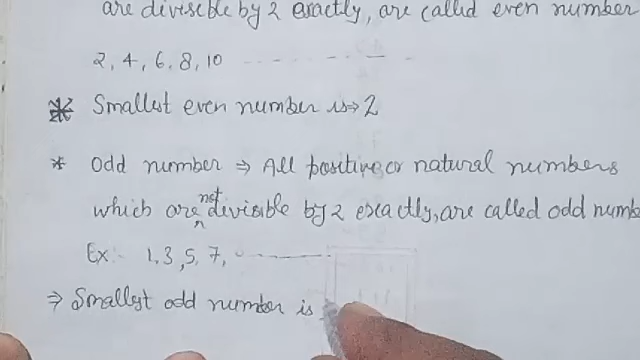 are divisible by 2 exactly, are called even number
2, 4, 6, 8, 10 - - - - - - -
* Smallest even number is ⇒ 2
* Odd number ⇒ All positive or natural numbers
which are not divisible by 2 exactly, are called odd numbe
Ex:- 1, 3, 5, 7, - - - - - - -
⇒ Smallest odd number is